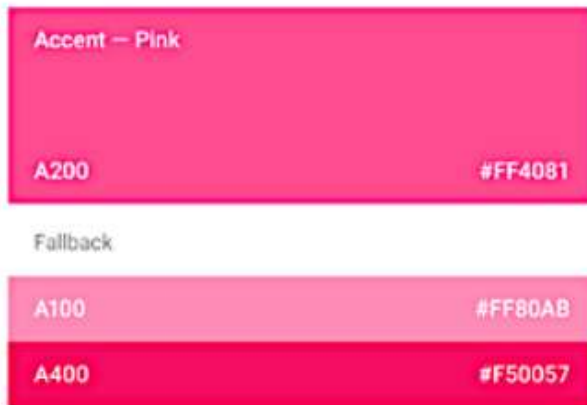 Accent — Pink
A200 #FF4081
Fallback
A100 #FF80AB
A400 #F50057